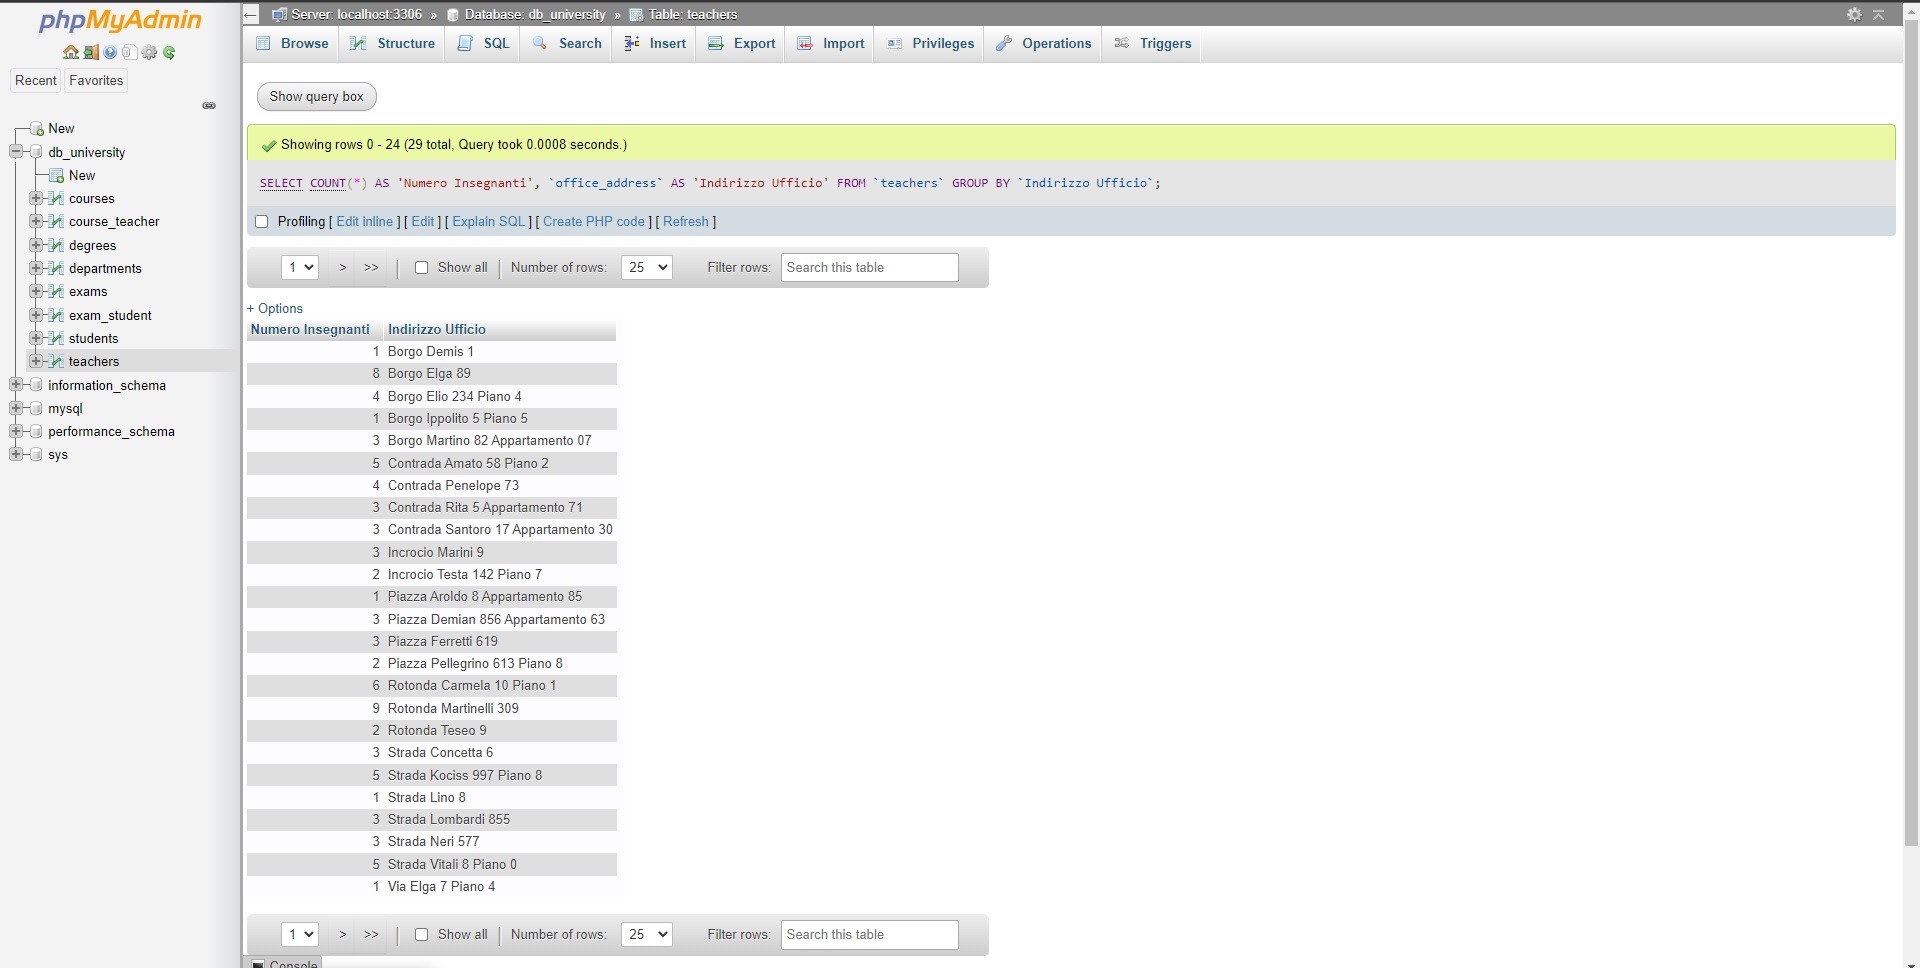 phpMyAdmin
Recent Favorites
New
db_university
New
courses
course_teacher
degrees
departments
exams
exam_student
students
teachers
information_schema
mysql
performance_schema
sys
Server: localhost:3306 » Database: db_university » Table: teachers
Browse Structure SQL Search Insert Export Import Privileges Operations Triggers
Show query box
Showing rows 0 - 24 (29 total, Query took 0.0008 seconds.)
SELECT COUNT(*) AS 'Numero Insegnanti', `office_address` AS 'Indirizzo Ufficio' FROM `teachers` GROUP BY `Indirizzo Ufficio`;
Profiling [ Edit inline ] [ Edit ] [ Explain SQL ] [ Create PHP code ] [ Refresh ]
1 > >> | Show all | Number of rows: 25 Filter rows: Search this table
+ Options
Numero Insegnanti Indirizzo Ufficio
1 Borgo Demis 1
8 Borgo Elga 89
4 Borgo Elio 234 Piano 4
1 Borgo Ippolito 5 Piano 5
3 Borgo Martino 82 Appartamento 07
5 Contrada Amato 58 Piano 2
4 Contrada Penelope 73
3 Contrada Rita 5 Appartamento 71
3 Contrada Santoro 17 Appartamento 30
3 Incrocio Marini 9
2 Incrocio Testa 142 Piano 7
1 Piazza Aroldo 8 Appartamento 85
3 Piazza Demian 856 Appartamento 63
3 Piazza Ferretti 619
2 Piazza Pellegrino 613 Piano 8
6 Rotonda Carmela 10 Piano 1
9 Rotonda Martinelli 309
2 Rotonda Teseo 9
3 Strada Concetta 6
5 Strada Kociss 997 Piano 8
1 Strada Lino 8
3 Strada Lombardi 855
3 Strada Neri 577
5 Strada Vitali 8 Piano 0
1 Via Elga 7 Piano 4
1 > >> | Show all | Number of rows: 25 Filter rows: Search this table
Console